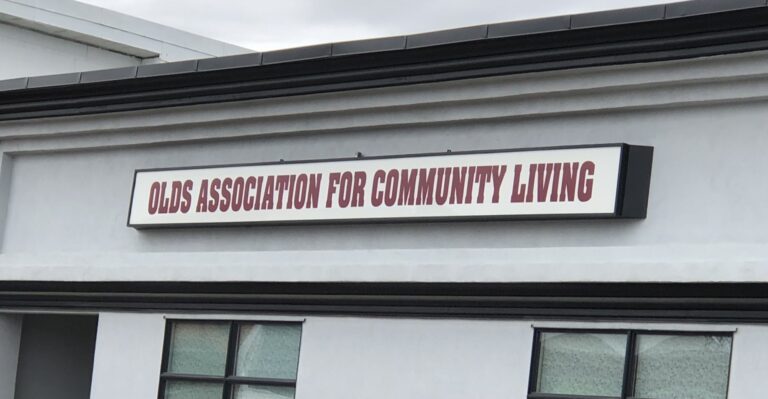 OLDS ASSOCIATION FOR COMMUNITY LIVING